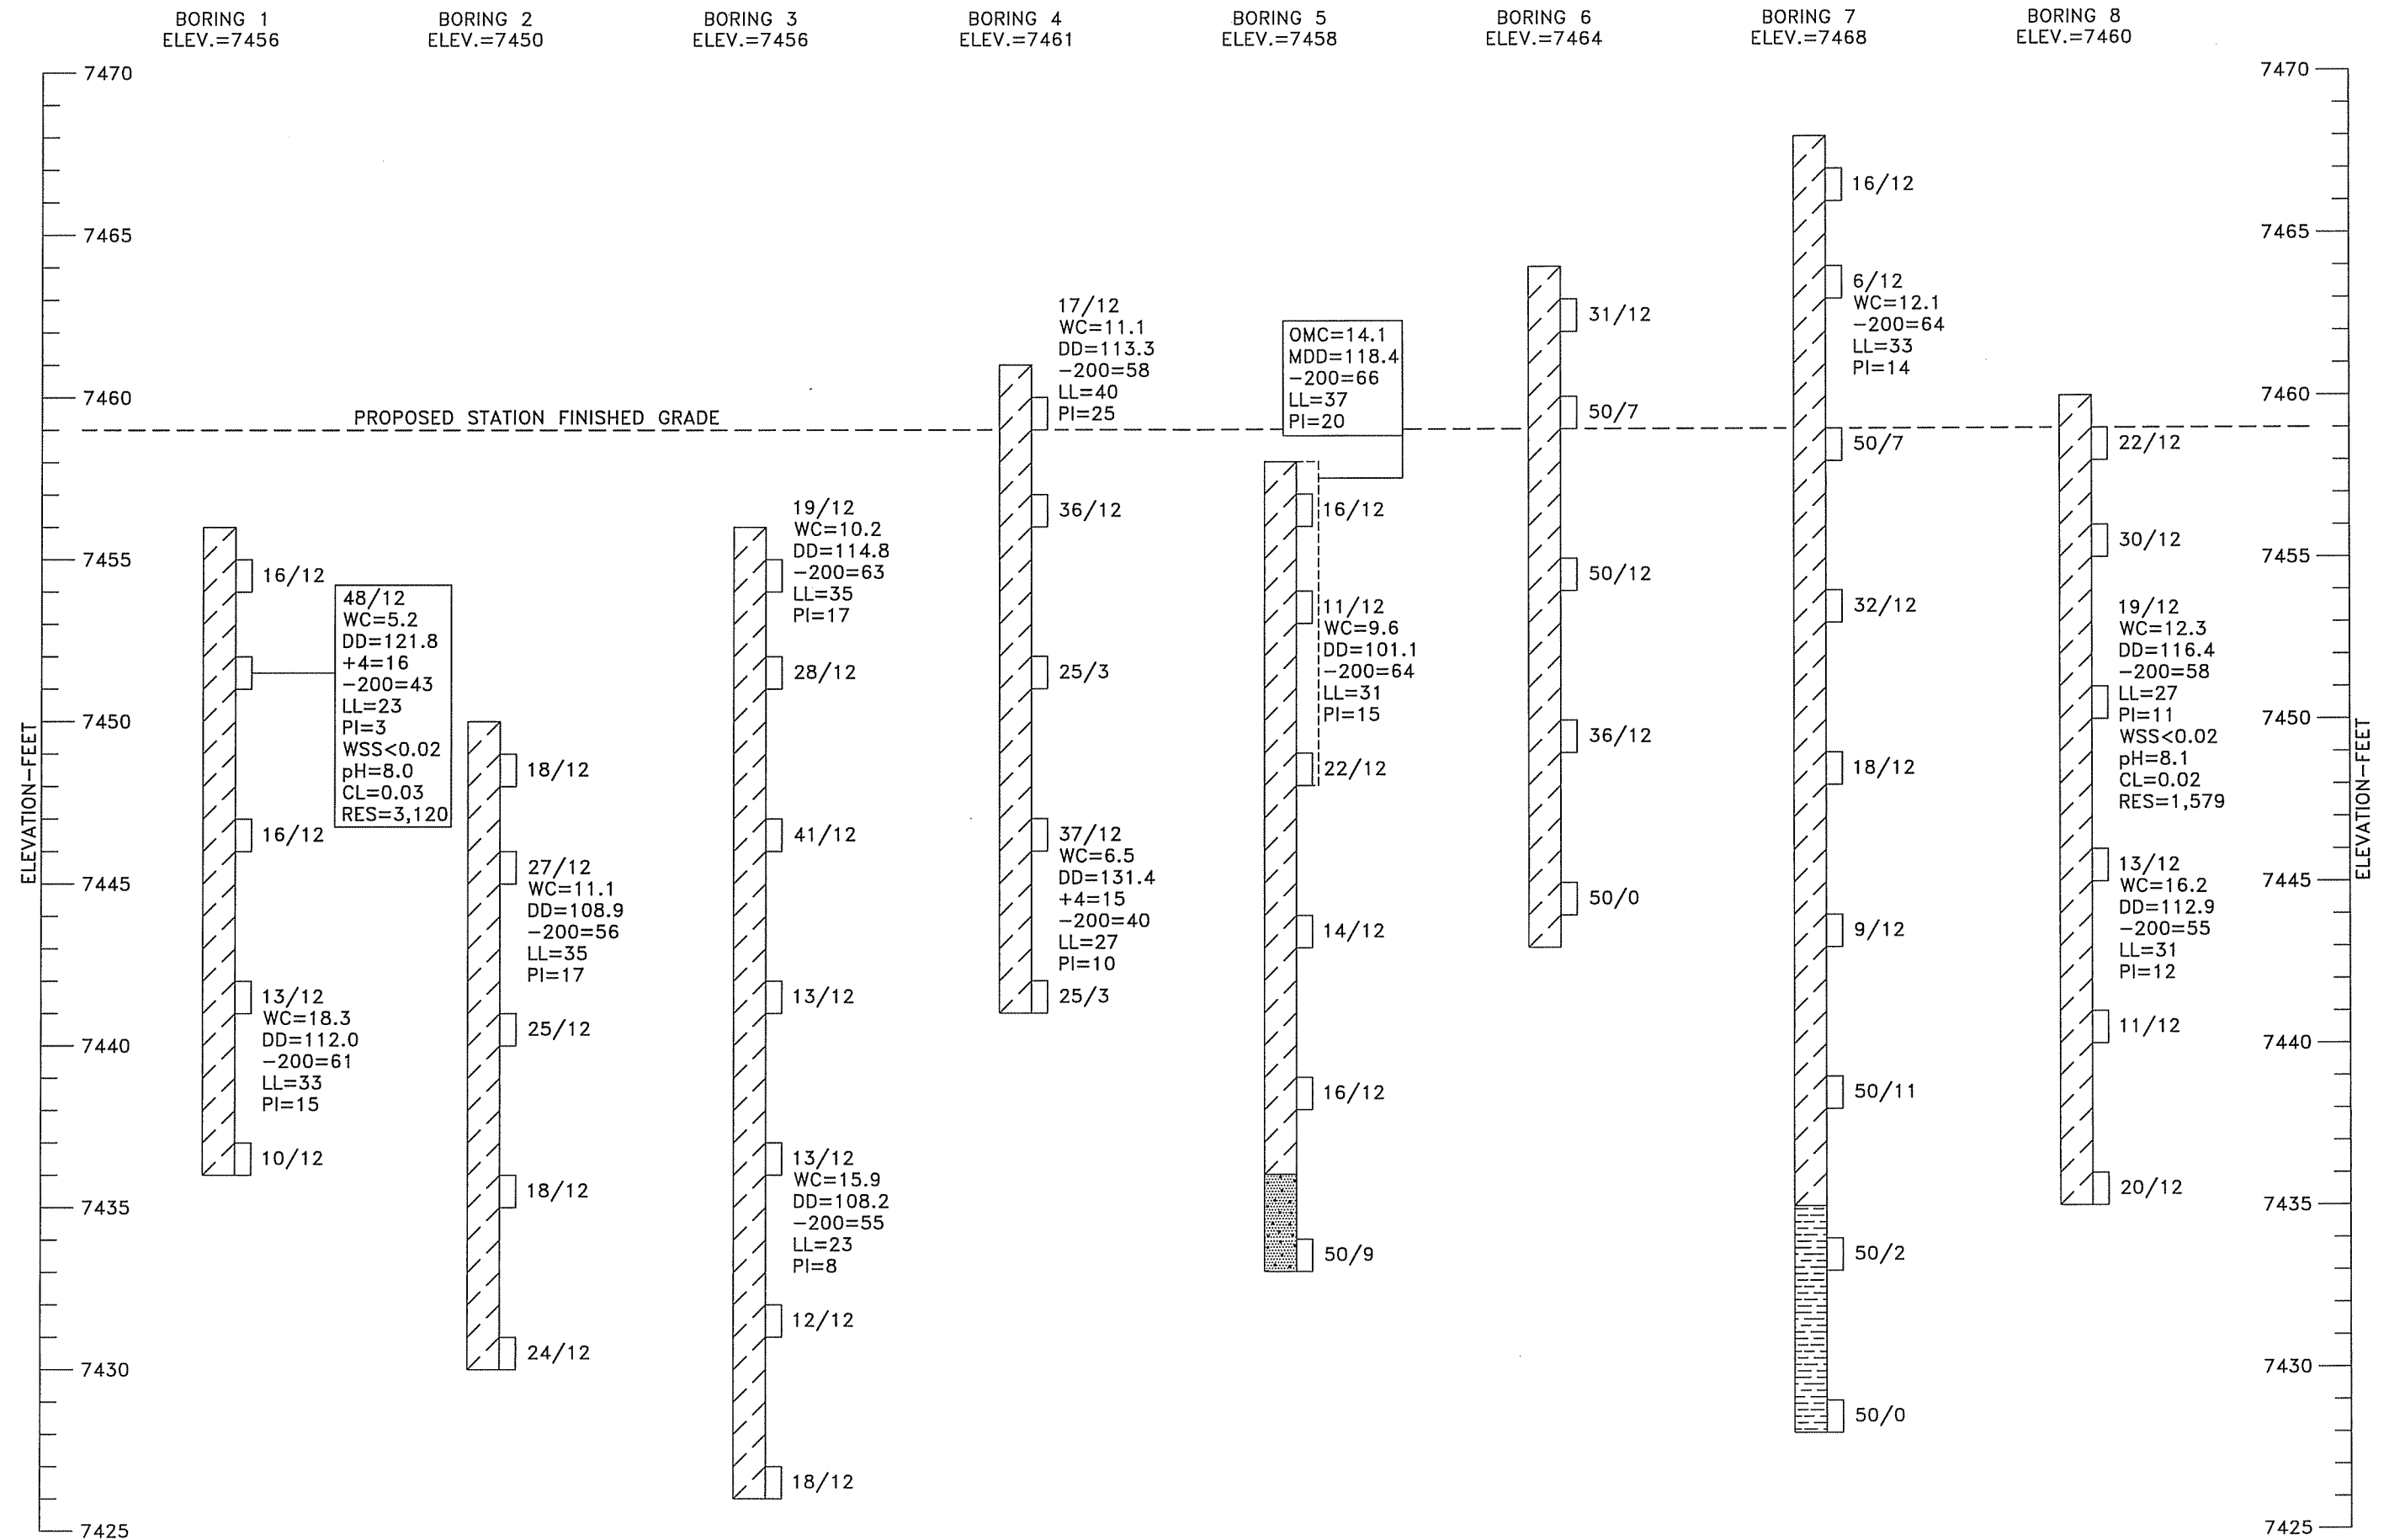 BORING 1
ELEV.=7456
BORING 2
ELEV.=7450
BORING 3
ELEV.=7456
BORING 4
ELEV.=7461
BORING 5
ELEV.=7458
BORING 6
ELEV.=7464
BORING 7
ELEV.=7468
BORING 8
ELEV.=7460
ELEVATION-FEET
7470
7465
7460
7455
7450
7445
7440
7435
7430
7425
PROPOSED STATION FINISHED GRADE
16/12
48/12
WC=5.2
DD=121.8
+4=16
-200=43
LL=23
PI=3
WSS<0.02
pH=8.0
CL=0.03
RES=3,120
16/12
13/12
WC=18.3
DD=112.0
-200=61
LL=33
PI=15
10/12
18/12
27/12
WC=11.1
DD=108.9
-200=56
LL=35
PI=17
25/12
18/12
24/12
19/12
WC=10.2
DD=114.8
-200=63
LL=35
PI=17
28/12
41/12
13/12
13/12
WC=15.9
DD=108.2
-200=55
LL=23
PI=8
12/12
18/12
17/12
WC=11.1
DD=113.3
-200=58
LL=40
PI=25
36/12
25/3
37/12
WC=6.5
DD=131.4
+4=15
-200=40
LL=27
PI=10
25/3
OMC=14.1
MDD=118.4
-200=66
LL=37
PI=20
16/12
11/12
WC=9.6
DD=101.1
-200=64
LL=31
PI=15
22/12
14/12
16/12
50/9
31/12
50/7
50/12
36/12
50/0
16/12
6/12
WC=12.1
-200=64
LL=33
PI=14
50/7
32/12
18/12
9/12
50/11
50/2
50/0
22/12
30/12
19/12
WC=12.3
DD=116.4
-200=58
LL=27
PI=11
WSS<0.02
pH=8.1
CL=0.02
RES=1,579
13/12
WC=16.2
DD=112.9
-200=55
LL=31
PI=12
11/12
20/12
7470
7465
7460
7455
7450
7445
7440
7435
7430
7425
ELEVATION-FEET